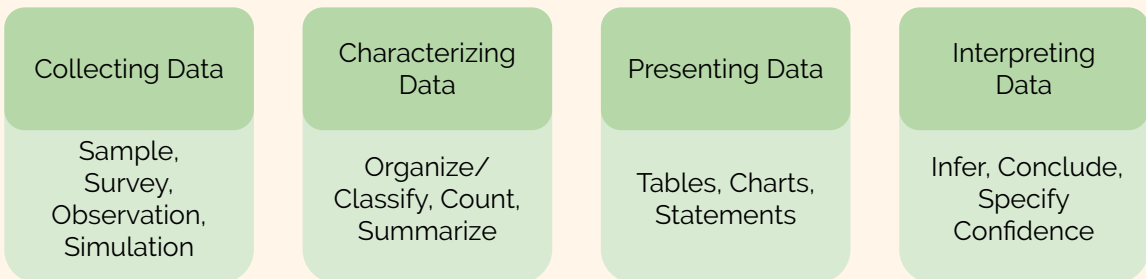 Collecting Data
Sample,
Survey,
Observation,
Simulation
Characterizing
Data
Organize/
Classify, Count,
Summarize
Presenting Data
Tables, Charts,
Statements
Interpreting
Data
Infer, Conclude,
Specify
Confidence